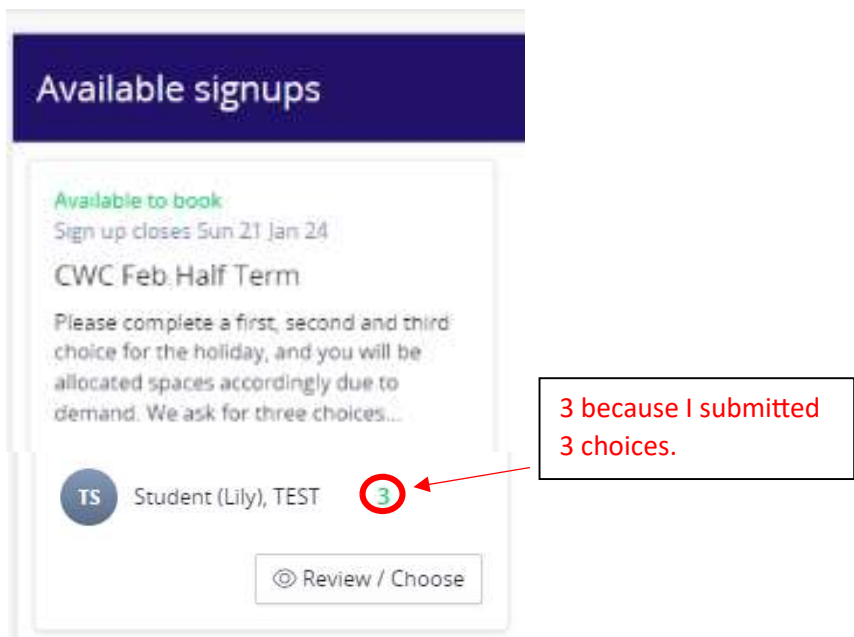 Available signups
Available to book
Sign up closes Sun 21 Jan 24
CWC Feb Half Term
Please complete a first, second and third
choice for the holiday, and you will be
allocated spaces accordingly due to
demand. We ask for three choices...
TS Student (Lily), TEST 3
Review / Choose
3 because I submitted
3 choices.